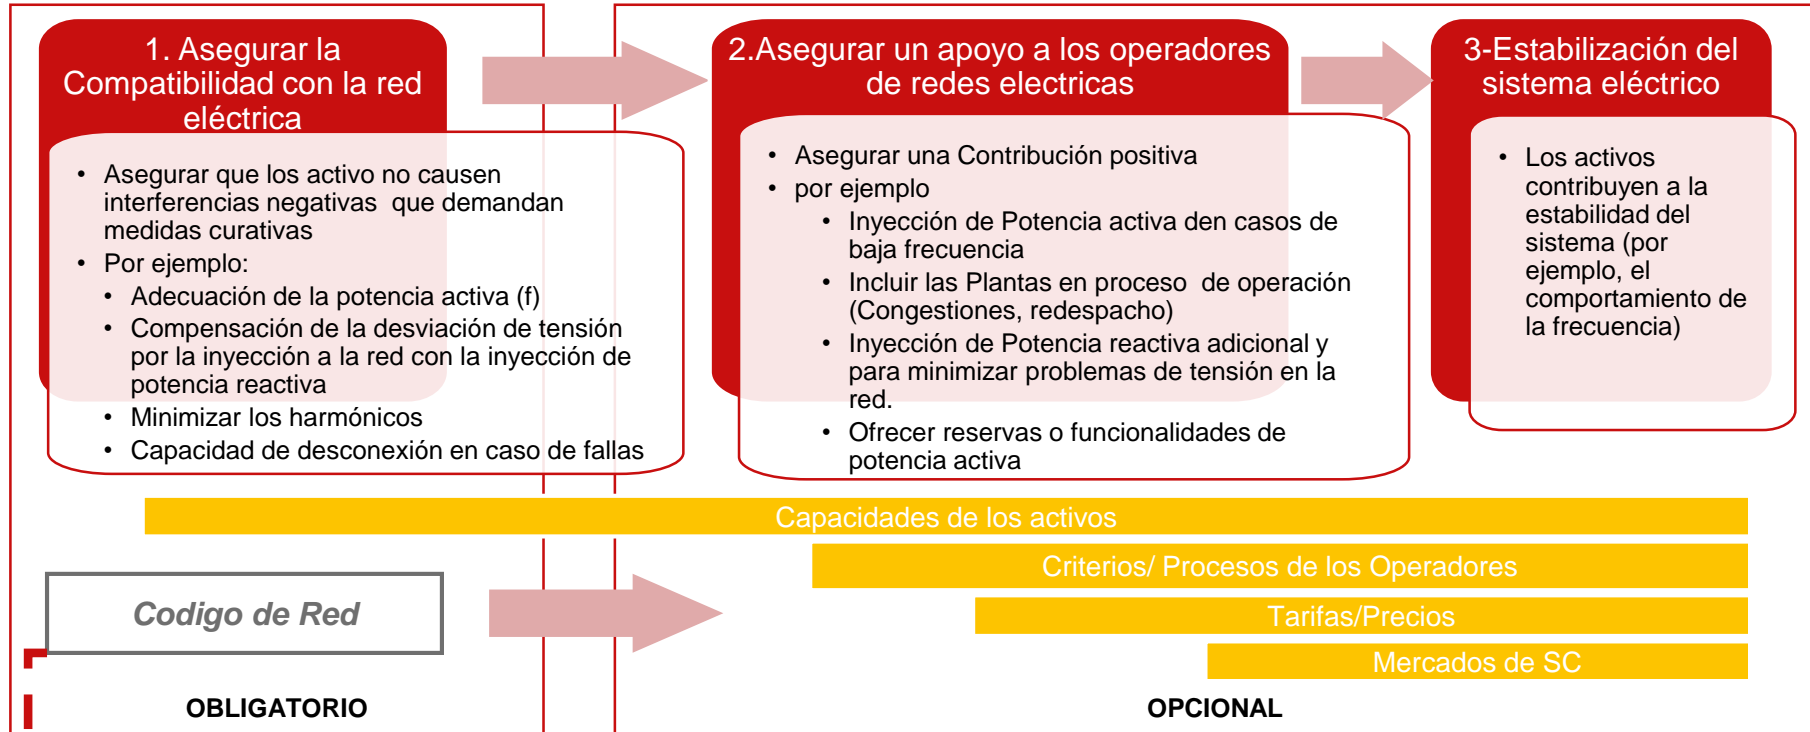 1. Asegurar la
Compatibilidad con la red
eléctrica
• Asegurar que los activo no causen
interferencias negativas  que demandan
medidas curativas
• Por ejemplo:
• Adecuación de la potencia activa (f)
• Compensación de la desviación de tensión
por la inyección a la red con la inyección de
potencia reactiva
• Minimizar los harmónicos
• Capacidad de desconexión en caso de fallas
2.Asegurar un apoyo a los operadores
de redes electricas
• Asegurar una Contribución positiva
• por ejemplo
• Inyección de Potencia activa den casos de
baja frecuencia
• Incluir las Plantas en proceso  de operación
(Congestiones, redespacho)
• Inyección de Potencia reactiva adicional y
para minimizar problemas de tensión en la
red.
• Ofrecer reservas o funcionalidades de
potencia activa
3-Estabilización del
sistema eléctrico
• Los activos
contribuyen a la
estabilidad del
sistema (por
ejemplo, el
comportamiento de
la frecuencia)
Capacidades de los activos
Criterios/ Procesos de los Operadores
Tarifas/Precios
Mercados de SC
Codigo de Red
OBLIGATORIO
OPCIONAL